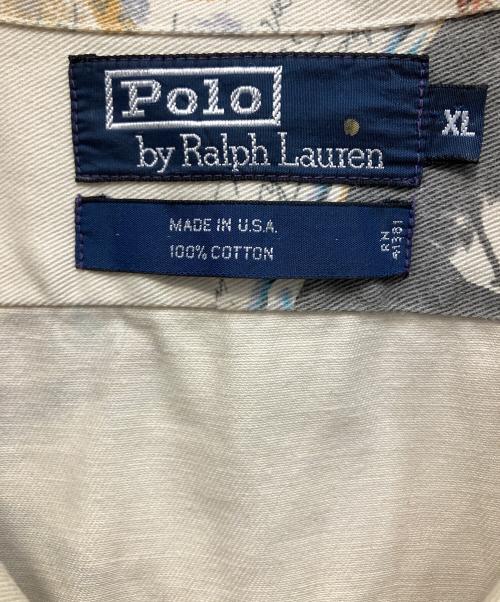 Polo
by Ralph Lauren
XL
MADE IN U.S.A.
100% COTTON
RN
41381